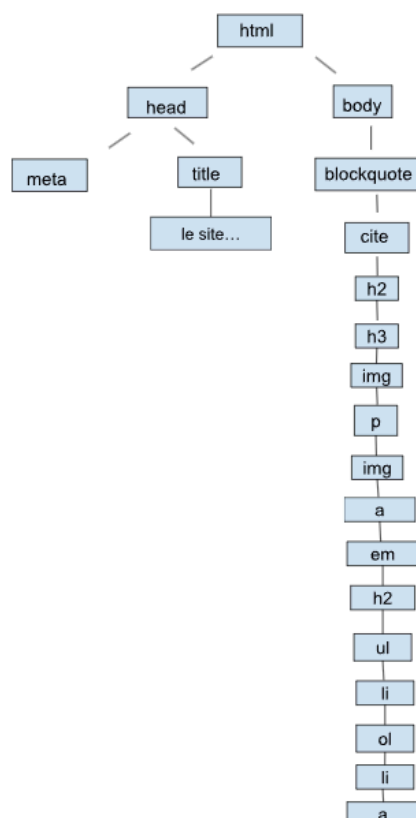 html
head
body
meta
title
blockquote
le site…
cite
h2
h3
img
p
img
a
em
h2
ul
li
ol
li
a